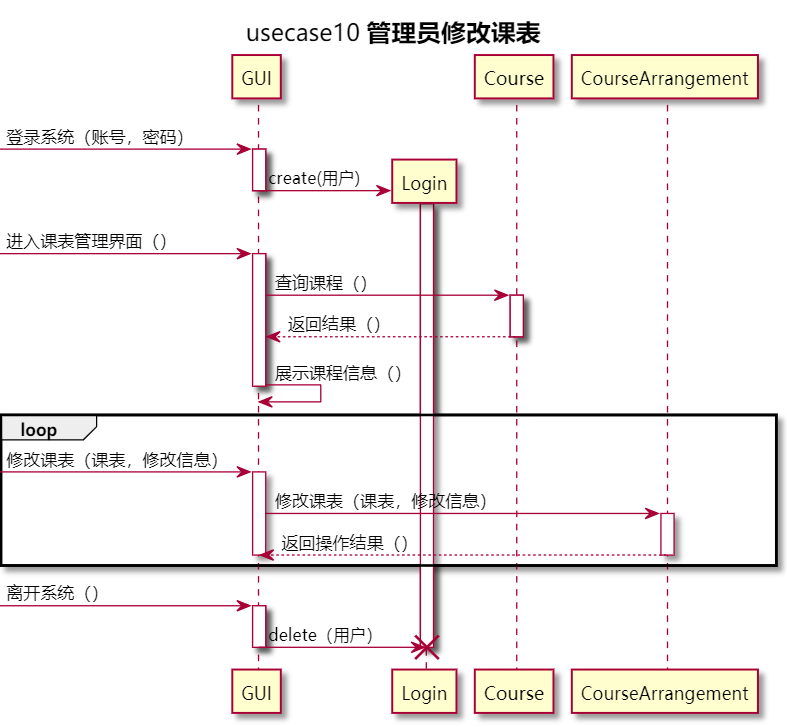 usecase10 管理员修改课表
GUI
Course
CourseArrangement
登录系统（账号，密码）
create(用户)
Login
进入课表管理界面（）
查询课程（）
返回结果（）
展示课程信息（）
loop
修改课表（课表，修改信息）
修改课表（课表，修改信息）
返回操作结果（）
离开系统（）
delete（用户）
GUI
Login
Course
CourseArrangement